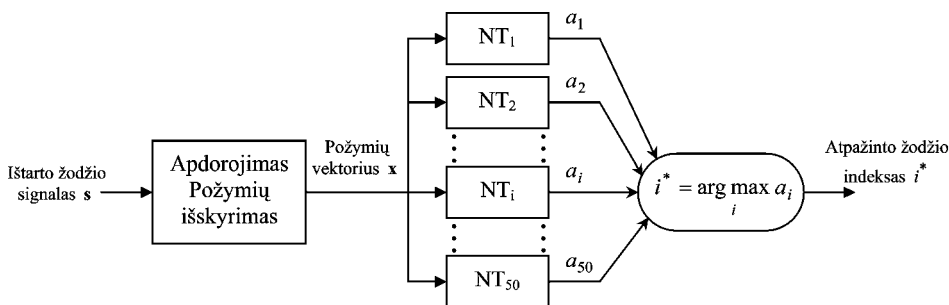 Ištarto žodžio
signalas s
Apdorojimas
Požymių
išskyrimas
Požymių
vektorius x
NT₁
a₁
NT₂
a₂
NTᵢ
aᵢ
NT₅₀
a₅₀
i* = arg max aᵢ
i
Atpažinto žodžio
indeksas i*